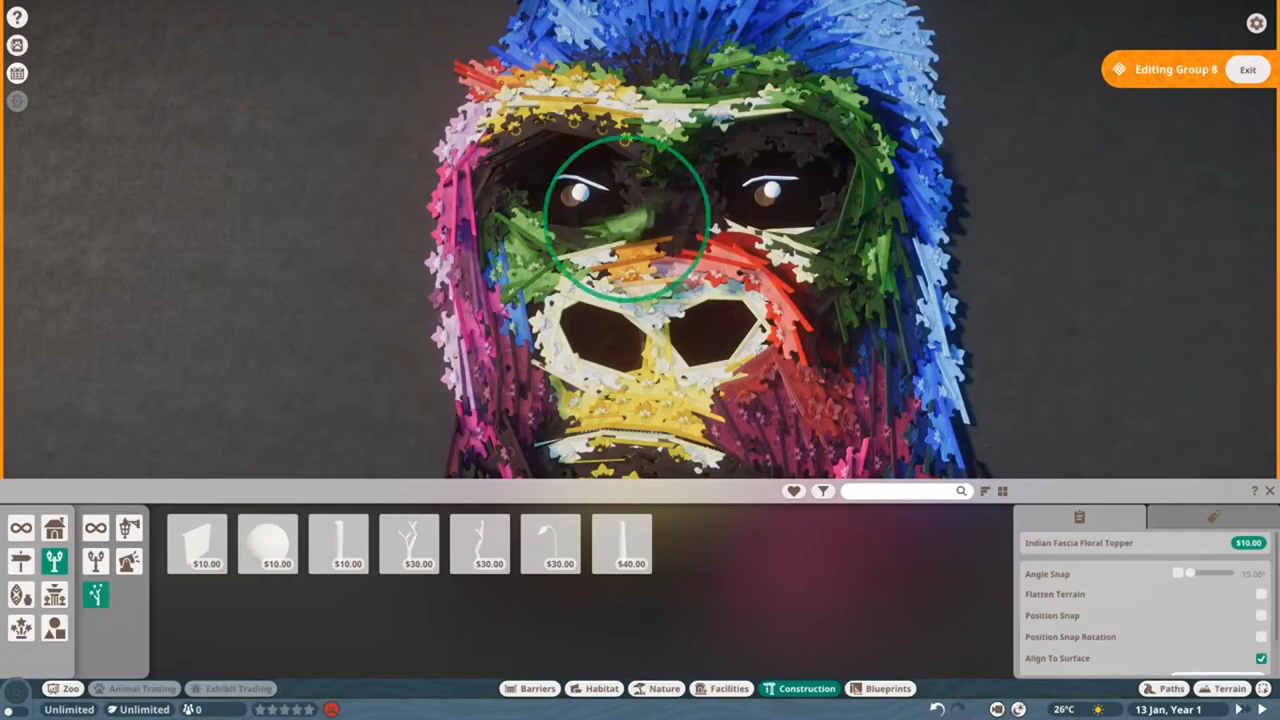 ?
Editing Group 8
Exit
? ×
$10.00
$10.00
$10.00
$30.00
$30.00
$30.00
$40.00
Indian Fascia Floral Topper
$10.00
Angle Snap
15.00°
Flatten Terrain
Position Snap
Position Snap Rotation
Align To Surface
Zoo
Animal Trading
Exhibit Trading
Barriers
Habitat
Nature
Facilities
Construction
Blueprints
Paths
Terrain
Unlimited
Unlimited
0
26°C
13 Jan, Year 1